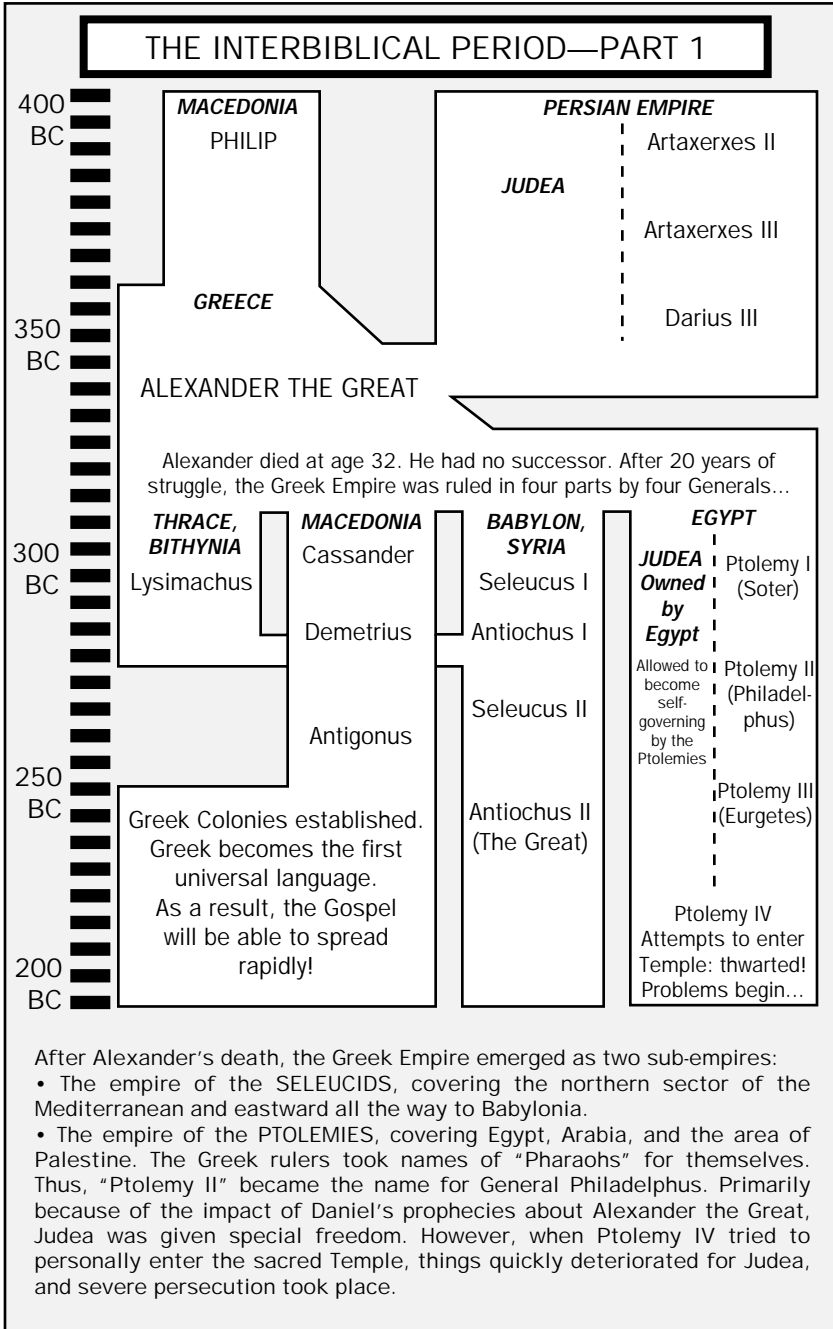 THE INTERBIBLICAL PERIOD—PART 1
400
BC
MACEDONIA
PHILIP
PERSIAN EMPIRE
Artaxerxes II
JUDEA
Artaxerxes III
GREECE
Darius III
350
BC
ALEXANDER THE GREAT
Alexander died at age 32. He had no successor. After 20 years of
struggle, the Greek Empire was ruled in four parts by four Generals...
300
BC
THRACE,
BITHYNIA
Lysimachus
MACEDONIA
Cassander
Demetrius
Antigonus
BABYLON,
SYRIA
Seleucus I
Antiochus I
Seleucus II
Antiochus II
(The Great)
EGYPT
JUDEA
Owned
by
Egypt
Allowed to
become
self-
governing
by the
Ptolemies
Ptolemy I
(Soter)
Ptolemy II
(Philadel-
phus)
Ptolemy III
(Eurgetes)
Ptolemy IV
Attempts to enter
Temple: thwarted!
Problems begin...
250
BC
Greek Colonies established.
Greek becomes the first
universal language.
As a result, the Gospel
will be able to spread
rapidly!
200
BC
After Alexander's death, the Greek Empire emerged as two sub-empires:
• The empire of the SELEUCIDS, covering the northern sector of the
Mediterranean and eastward all the way to Babylonia.
• The empire of the PTOLEMIES, covering Egypt, Arabia, and the area of
Palestine. The Greek rulers took names of "Pharaohs" for themselves.
Thus, "Ptolemy II" became the name for General Philadelphus. Primarily
because of the impact of Daniel's prophecies about Alexander the Great,
Judea was given special freedom. However, when Ptolemy IV tried to
personally enter the sacred Temple, things quickly deteriorated for Judea,
and severe persecution took place.